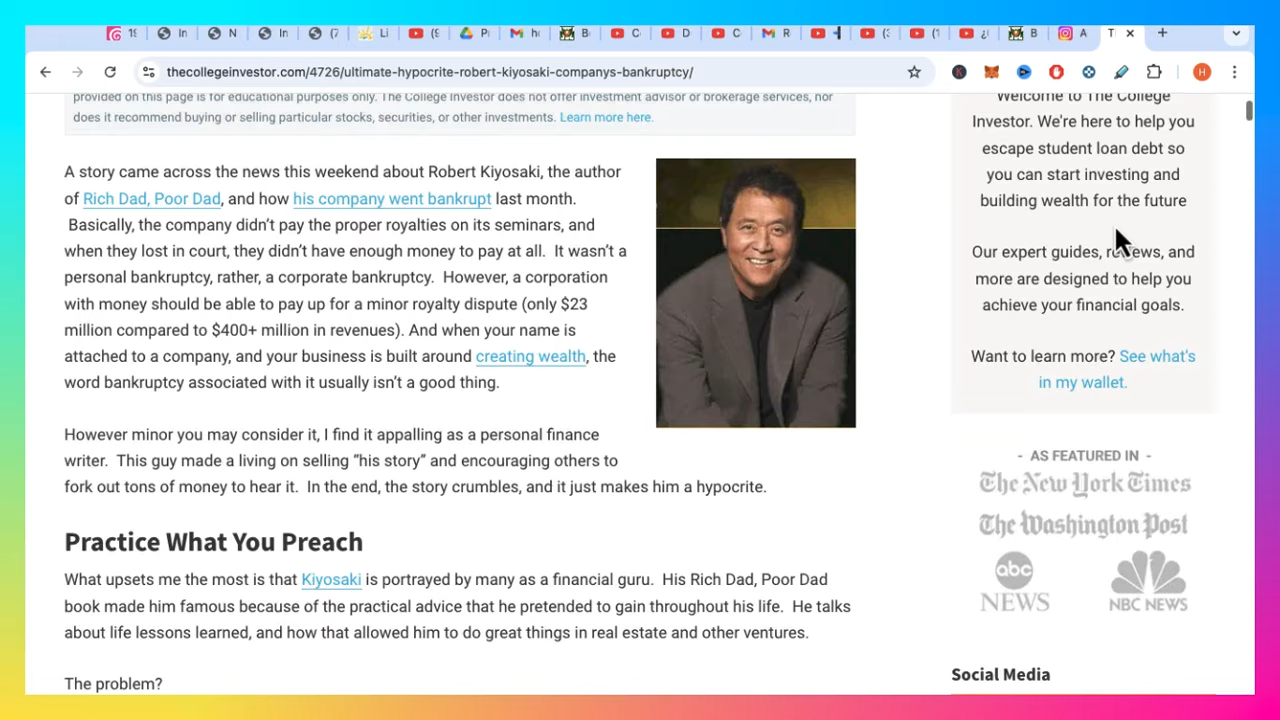 19
In
N
In
(7
Li
(9
P
M
h
B
C
D
C
M
R
(3
(1
¿
B
A
T
thecollegeinvestor.com/4726/ultimate-hypocrite-robert-kiyosaki-companys-bankruptcy/
H
provided on this page is for educational purposes only. The College Investor does not offer investment advisor or brokerage services, nor
does it recommend buying or selling particular stocks, securities, or other investments. Learn more here.
A story came across the news this weekend about Robert Kiyosaki, the author
of Rich Dad, Poor Dad, and how his company went bankrupt last month.
Basically, the company didn't pay the proper royalties on its seminars, and
when they lost in court, they didn't have enough money to pay at all. It wasn't a
personal bankruptcy, rather, a corporate bankruptcy. However, a corporation
with money should be able to pay up for a minor royalty dispute (only $23
million compared to $400+ million in revenues). And when your name is
attached to a company, and your business is built around creating wealth, the
word bankruptcy associated with it usually isn't a good thing.
However minor you may consider it, I find it appalling as a personal finance
writer. This guy made a living on selling “his story” and encouraging others to
fork out tons of money to hear it. In the end, the story crumbles, and it just makes him a hypocrite.
Practice What You Preach
What upsets me the most is that Kiyosaki is portrayed by many as a financial guru. His Rich Dad, Poor Dad
book made him famous because of the practical advice that he pretended to gain throughout his life. He talks
about life lessons learned, and how that allowed him to do great things in real estate and other ventures.
The problem?
Welcome to The College
Investor. We're here to help you
escape student loan debt so
you can start investing and
building wealth for the future
Our expert guides, reviews, and
more are designed to help you
achieve your financial goals.
Want to learn more? See what's
in my wallet.
- AS FEATURED IN -
The New York Times
The Washington Post
abc
NEWS
NBC NEWS
Social Media